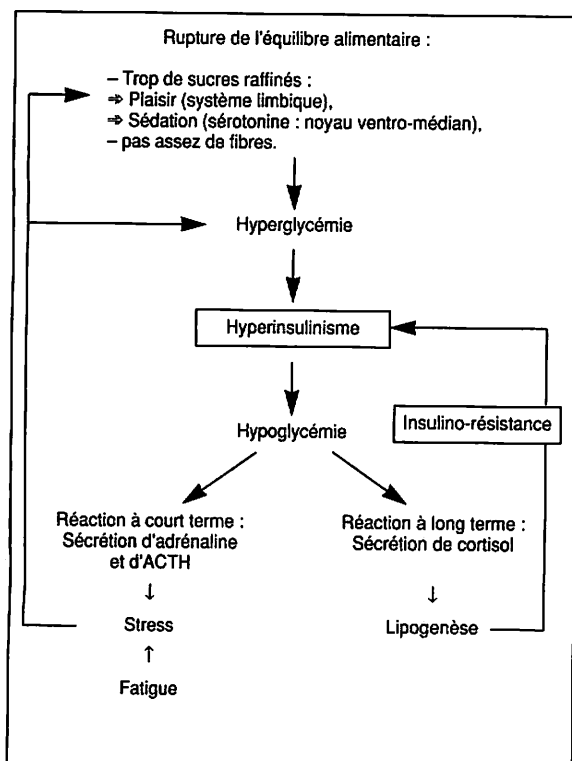 Rupture de l'équilibre alimentaire :
– Trop de sucres raffinés :
⇒ Plaisir (système limbique),
⇒ Sédation (sérotonine : noyau ventro-médian),
– pas assez de fibres.
Hyperglycémie
Hyperinsulinisme
Insulino-résistance
Hypoglycémie
Réaction à court terme :
Sécrétion d'adrénaline
et d'ACTH
↓
Stress
↑
Fatigue
Réaction à long terme :
Sécrétion de cortisol
↓
Lipogenèse